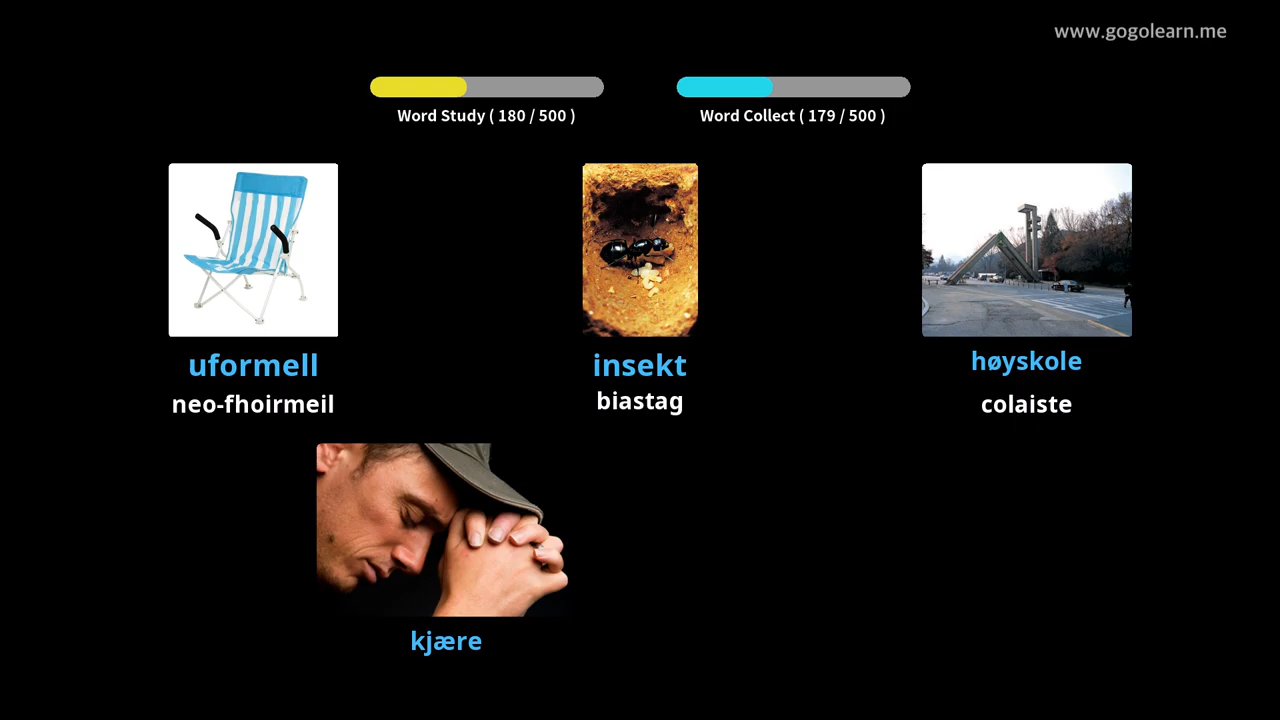 www.gogolearn.me
Word Study ( 180 / 500 )
Word Collect ( 179 / 500 )
uformell
insekt
høyskole
neo-fhoirmeil
biastag
colaiste
kjære